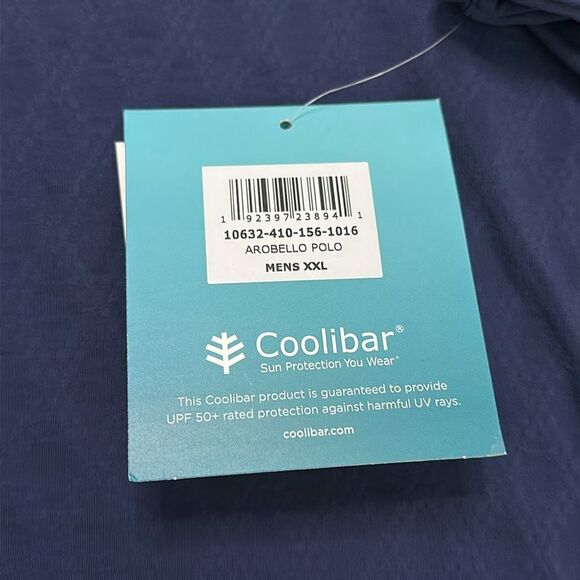 1 92397 23894 1
10632-410-156-1016
AROBELLO POLO
MENS XXL
Coolibar®
Sun Protection You Wear®
This Coolibar product is guaranteed to provide
UPF 50+ rated protection against harmful UV rays.
coolibar.com